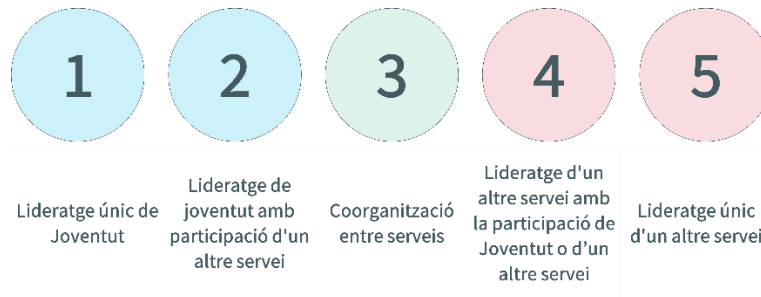 1
2
3
4
5
Lideratge únic de
Joventut
Lideratge de
joventut amb
participació d'un
altre servei
Coorganització
entre serveis
Lideratge d'un
altre servei amb
la participació de
Joventut o d’un
altre servei
Lideratge únic
d'un altre servei